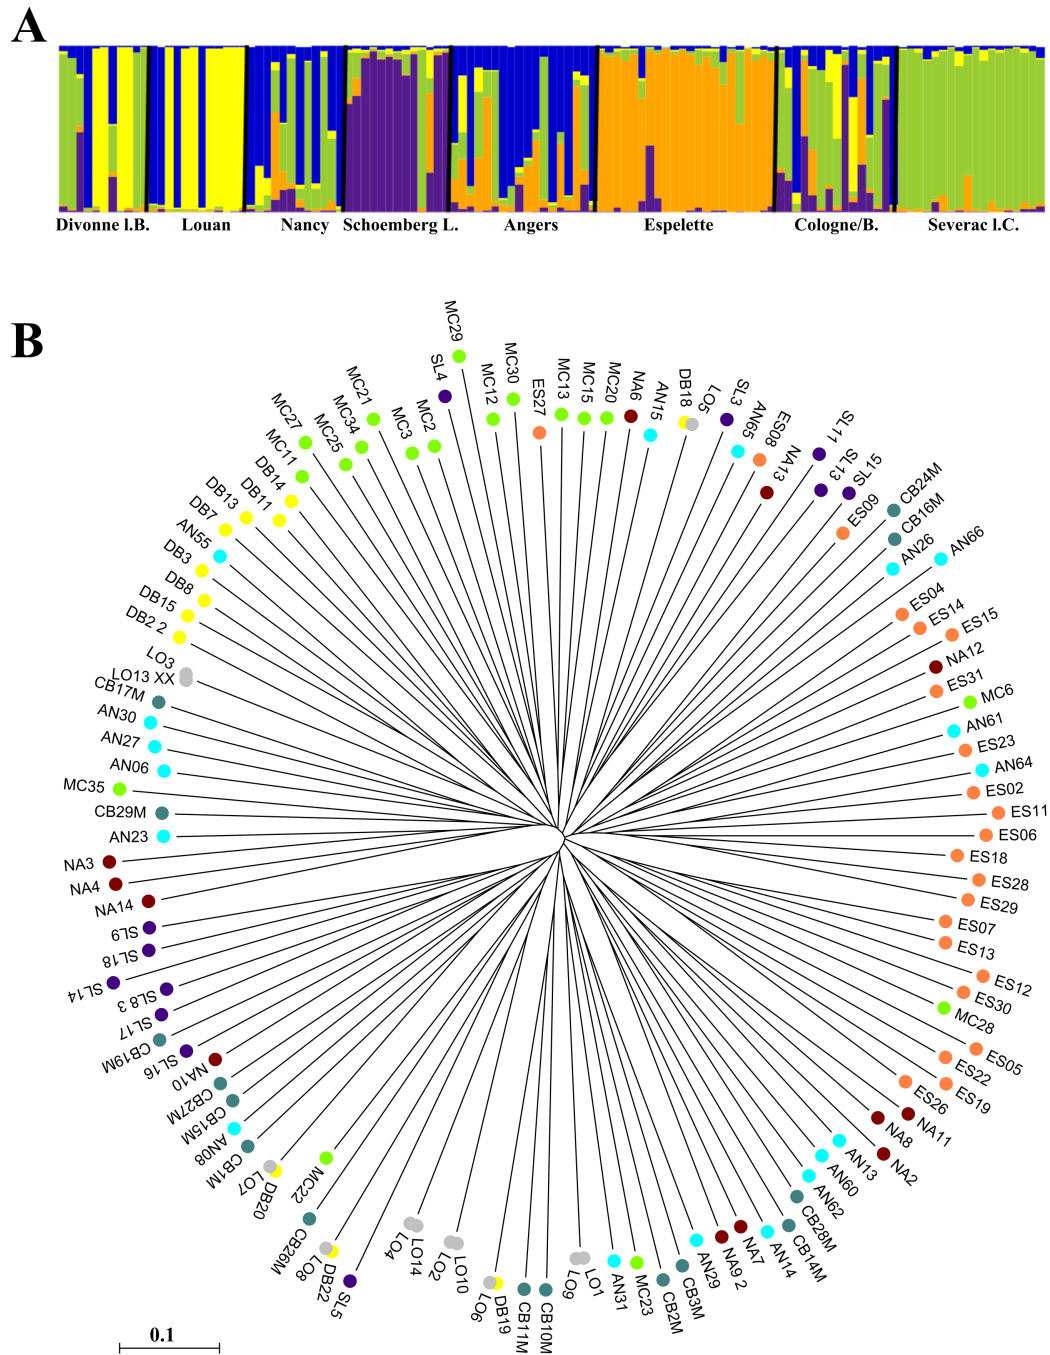 A
Divonne l.B. Louan Nancy Schoemberg L. Angers Espelette Cologne/B. Severac l.C.
B
MC29
SL4
MC12
MC30
ES27
MC13
MC15
MC20
NA6
AN15
DB18
LO5
SL3
AN65
ES08
NA13
SL11
SL13
SL15
ES09
CB24M
CB16M
AN26
AN66
ES04
ES14
ES15
NA12
ES31
MC6
AN61
ES23
AN64
ES02
ES11
ES06
ES18
ES28
ES29
ES07
ES13
ES12
ES30
MC28
ES05
ES22
ES19
ES26
NA11
NA8
NA2
AN13
AN60
AN62
CB28M
CB14M
AN14
NA7
NA9 2
AN29
CB3M
CB2M
MC23
AN31
LO1
LO9
CB10M
CB11M
DB19
LO6
LO10
LO2
LO14
LO4
SL5
DB22
LO8
CB26M
MC22
DB20
LO7
CB1M
AN08
CB15M
CB27M
NA10
SL16
CB19M
SL17
SL8 3
SL14
SL18
SL9
NA14
NA4
NA3
AN23
CB29M
MC35
AN06
AN27
AN30
CB17M
LO13 XX
LO3
DB2 2
DB15
DB8
DB3
AN55
DB7
DB13
DB11
DB14
MC11
MC27
MC25
MC34
MC21
MC3
MC2
0.1